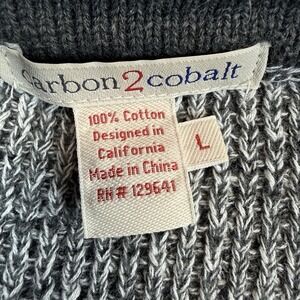 Carbon2cobalt
100% Cotton
Designed in
California
Made in China
RN# 129641
L